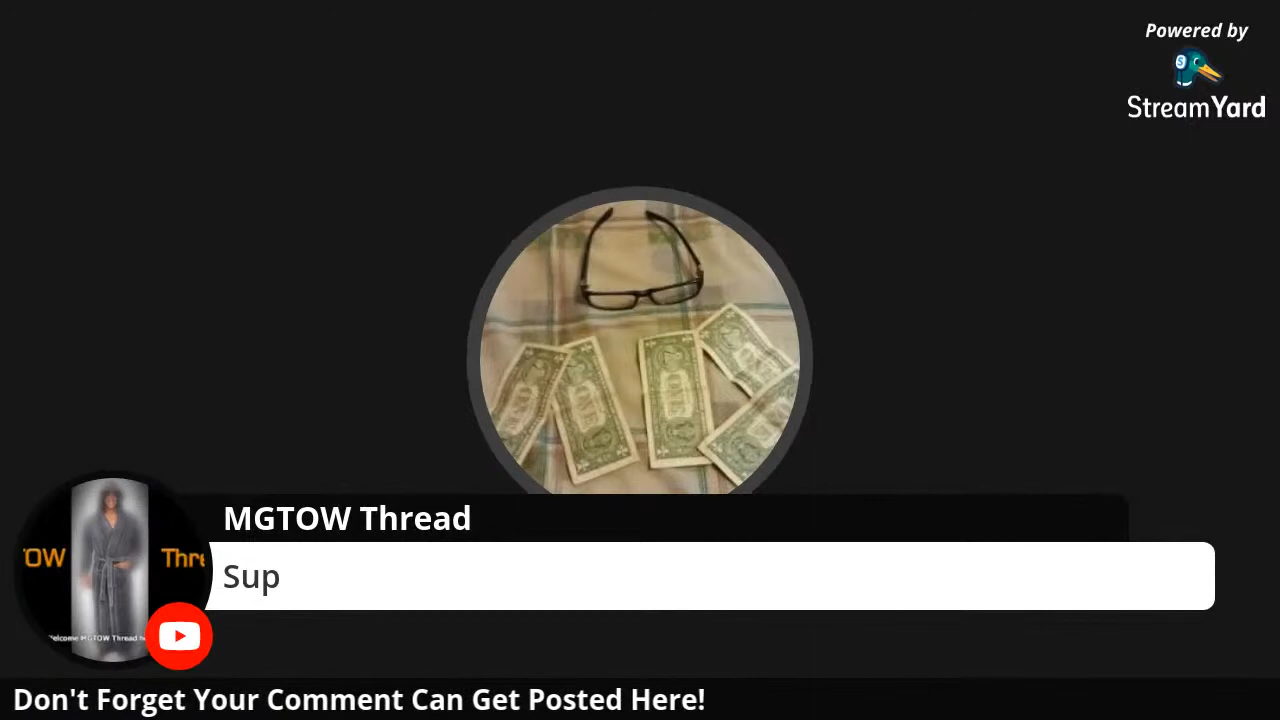 Powered by
StreamYard
MGTOW Thread
Sup
Don't Forget Your Comment Can Get Posted Here!